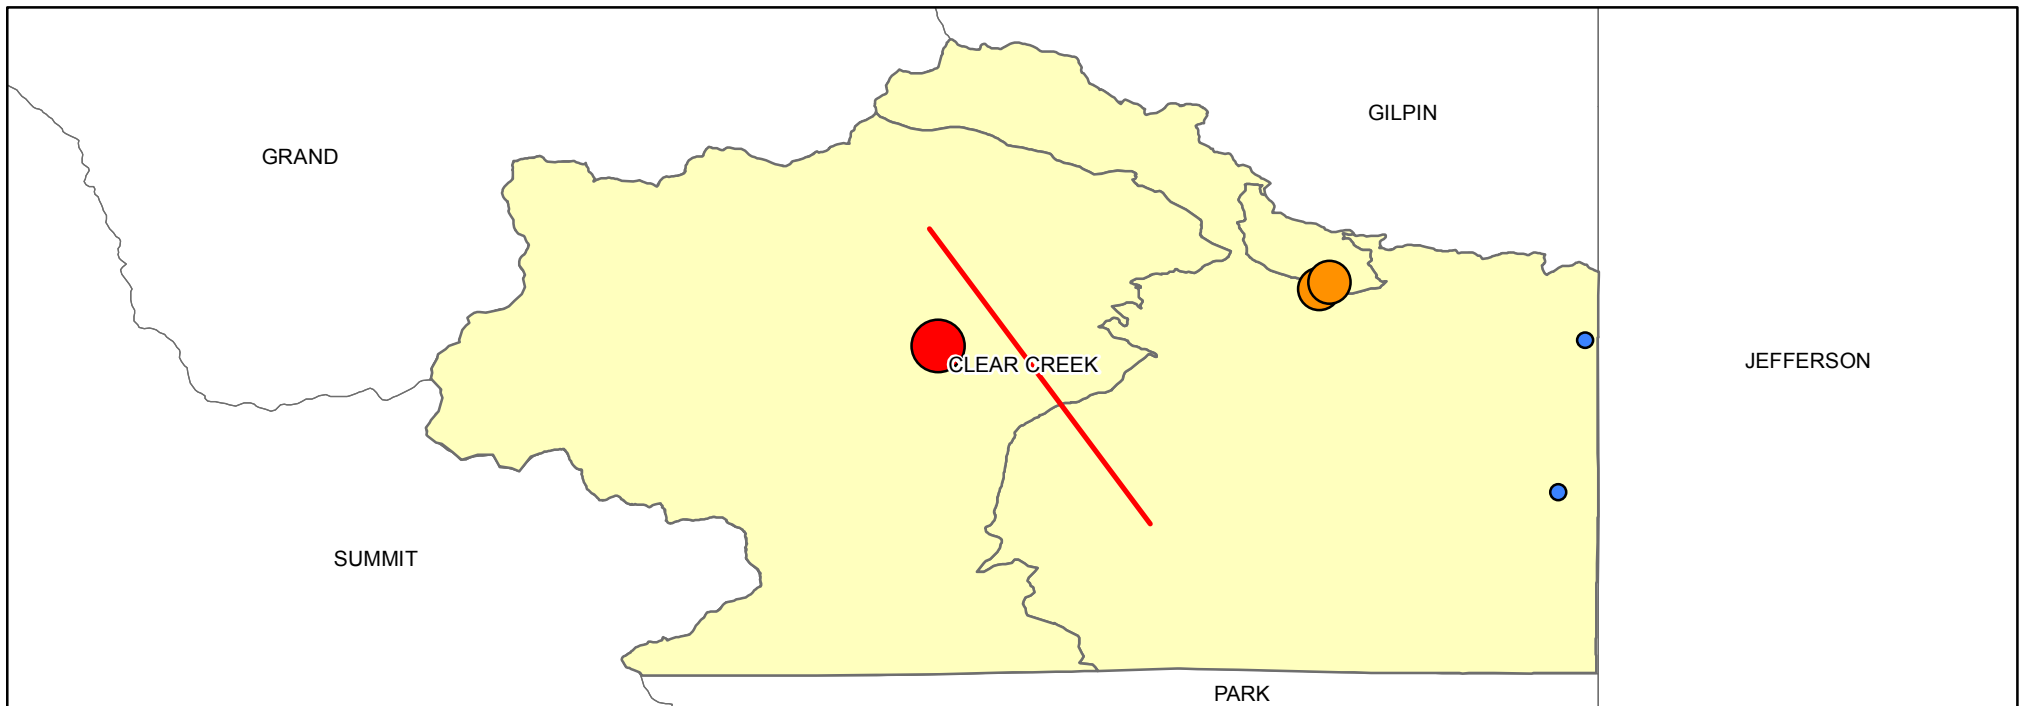 GILPIN
GRAND
JEFFERSON
CLEAR CREEK
SUMMIT
PARK